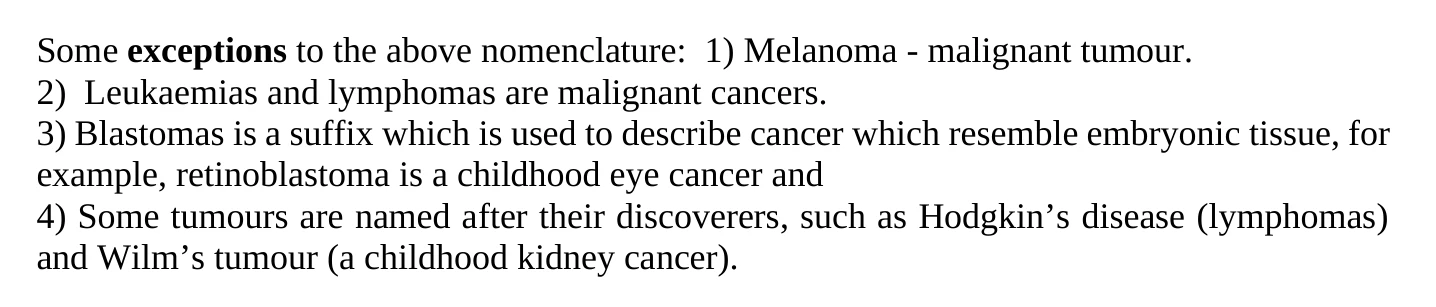 Some exceptions to the above nomenclature:  1) Melanoma - malignant tumour.
2)  Leukaemias and lymphomas are malignant cancers.
3) Blastomas is a suffix which is used to describe cancer which resemble embryonic tissue, for
example, retinoblastoma is a childhood eye cancer and
4) Some tumours are named after their discoverers, such as Hodgkin’s disease (lymphomas)
and Wilm’s tumour (a childhood kidney cancer).